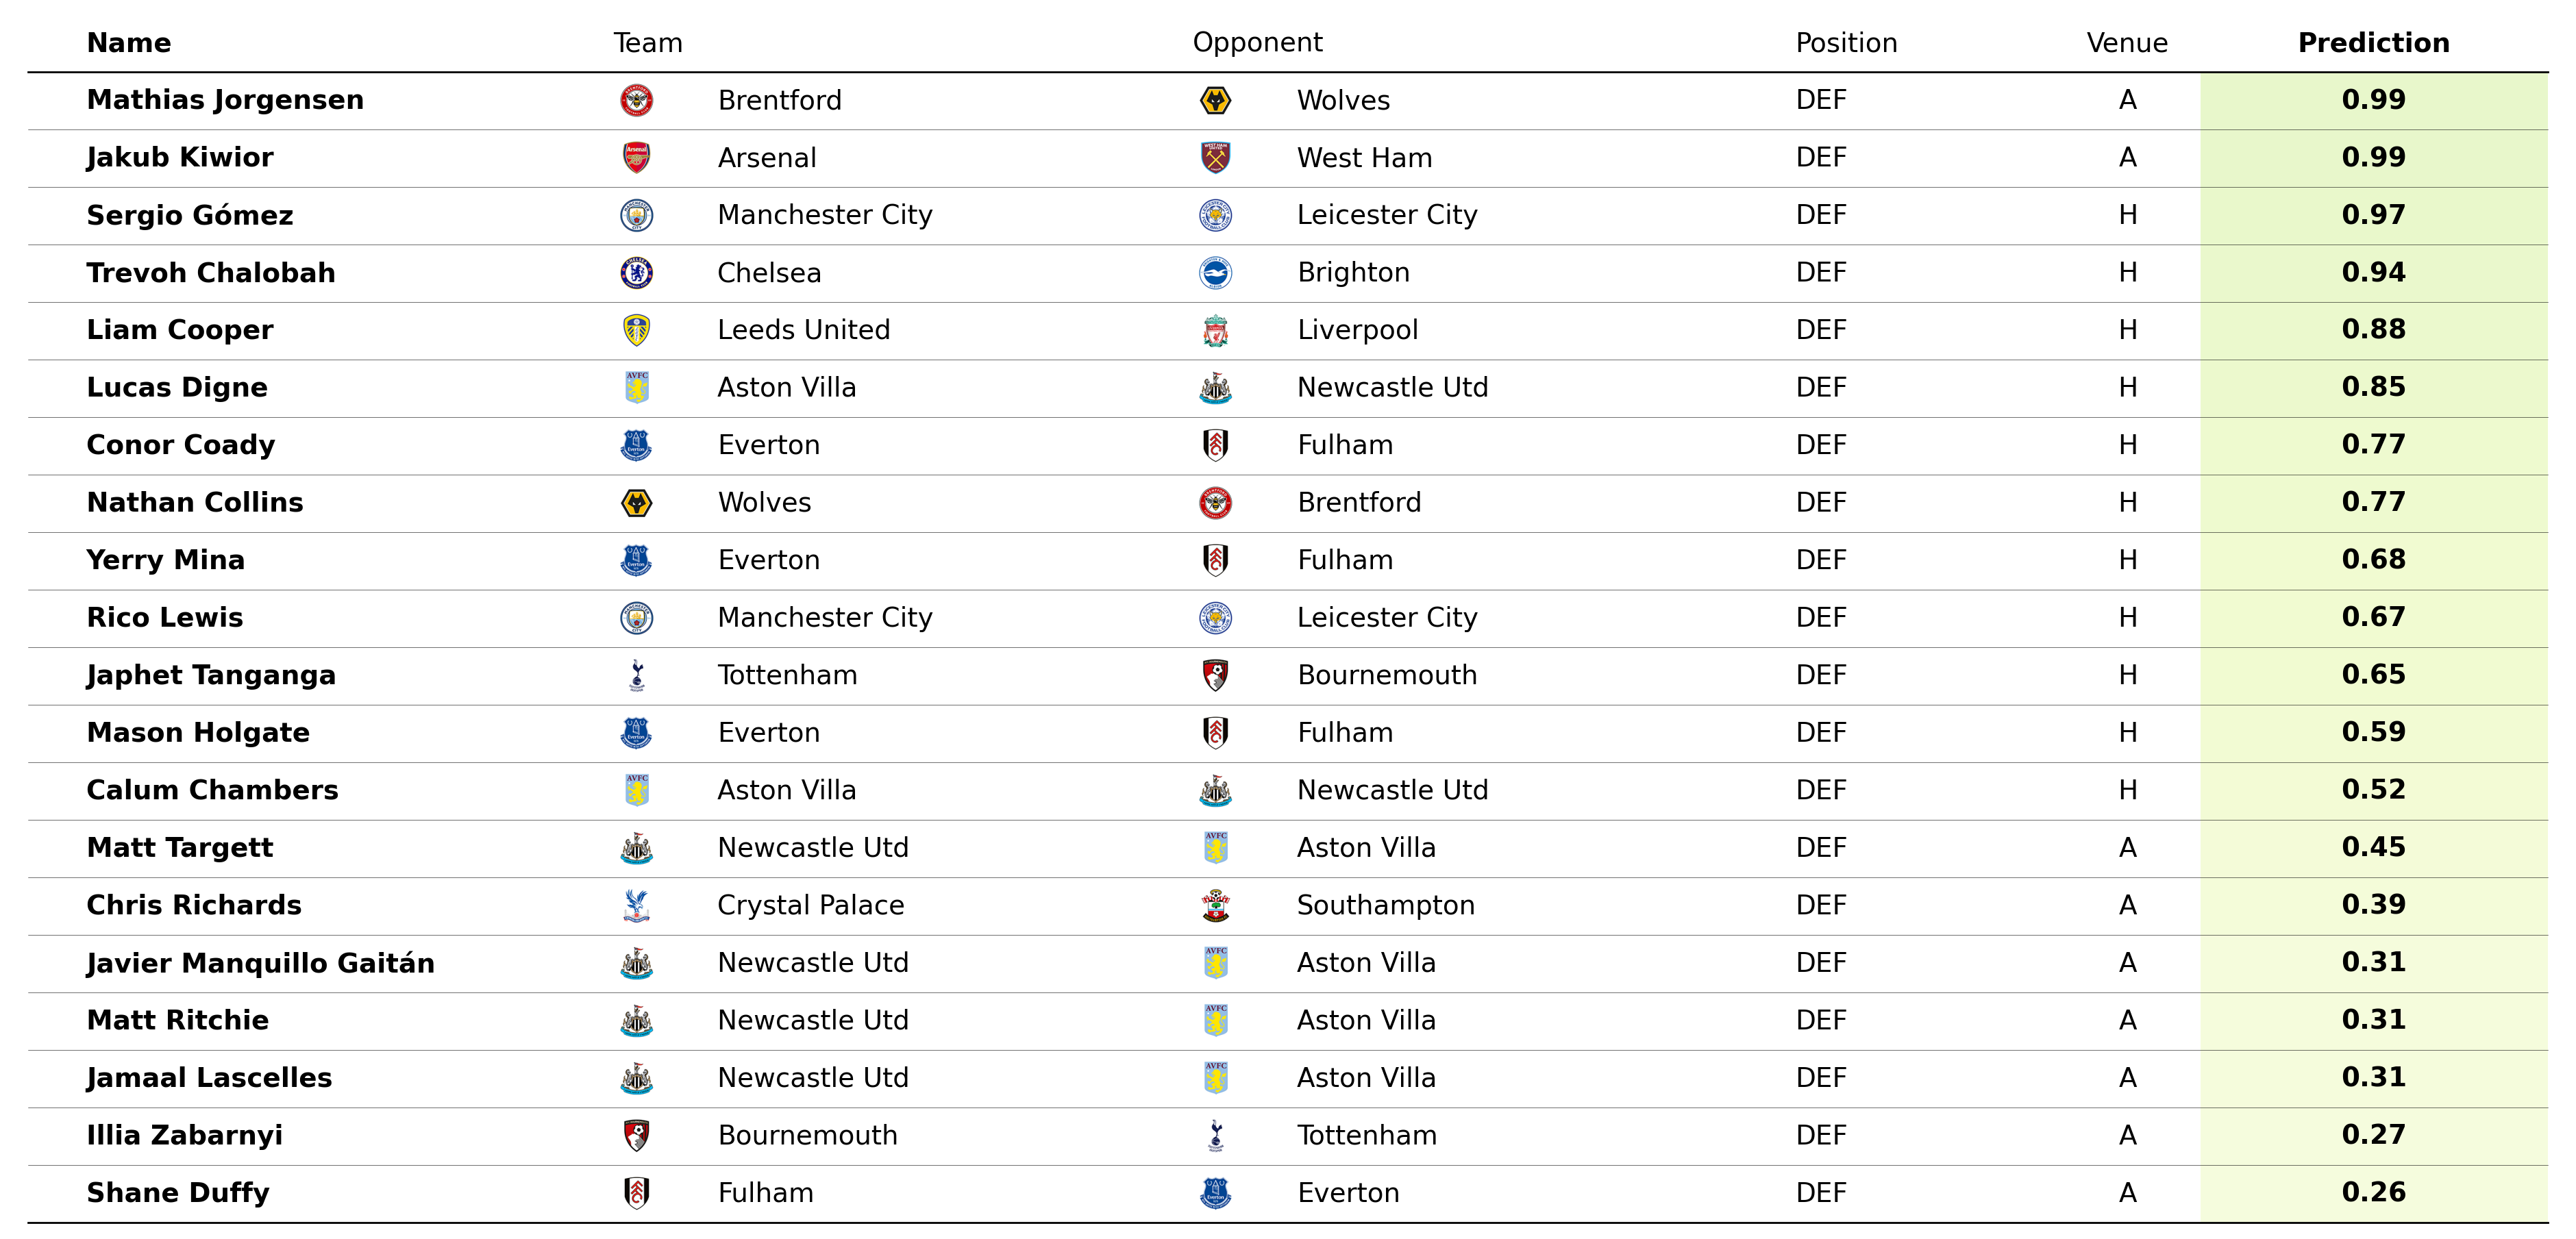 Name Team Opponent Position Venue Prediction
Mathias Jorgensen Brentford Wolves DEF A 0.99
Jakub Kiwior Arsenal West Ham DEF A 0.99
Sergio Gómez Manchester City Leicester City DEF H 0.97
Trevoh Chalobah Chelsea Brighton DEF H 0.94
Liam Cooper Leeds United Liverpool DEF H 0.88
Lucas Digne Aston Villa Newcastle Utd DEF H 0.85
Conor Coady Everton Fulham DEF H 0.77
Nathan Collins Wolves Brentford DEF H 0.77
Yerry Mina Everton Fulham DEF H 0.68
Rico Lewis Manchester City Leicester City DEF H 0.67
Japhet Tanganga Tottenham Bournemouth DEF H 0.65
Mason Holgate Everton Fulham DEF H 0.59
Calum Chambers Aston Villa Newcastle Utd DEF H 0.52
Matt Targett Newcastle Utd Aston Villa DEF A 0.45
Chris Richards Crystal Palace Southampton DEF A 0.39
Javier Manquillo Gaitán Newcastle Utd Aston Villa DEF A 0.31
Matt Ritchie Newcastle Utd Aston Villa DEF A 0.31
Jamaal Lascelles Newcastle Utd Aston Villa DEF A 0.31
Illia Zabarnyi Bournemouth Tottenham DEF A 0.27
Shane Duffy Fulham Everton DEF A 0.26